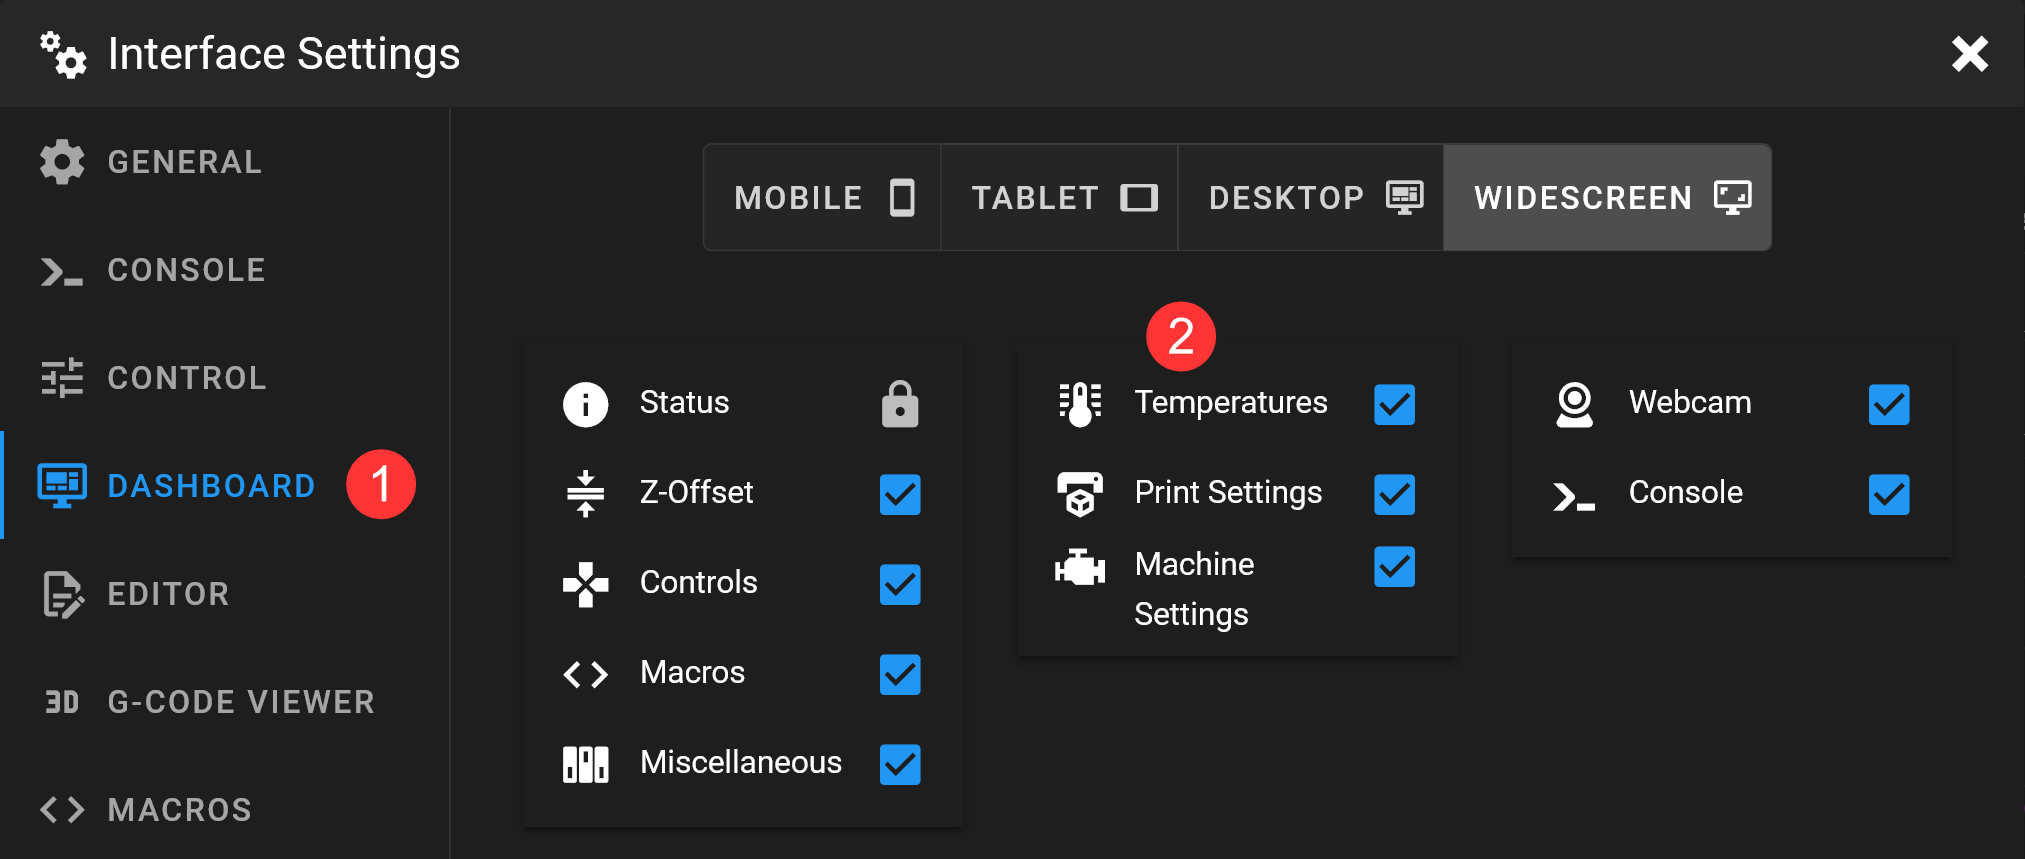 Interface Settings
GENERAL
CONSOLE
CONTROL
DASHBOARD 1
EDITOR
3D G-CODE VIEWER
MACROS
MOBILE TABLET DESKTOP WIDESCREEN
Status
Z-Offset
Controls
Macros
Miscellaneous
2
Temperatures
Print Settings
Machine
Settings
Webcam
Console